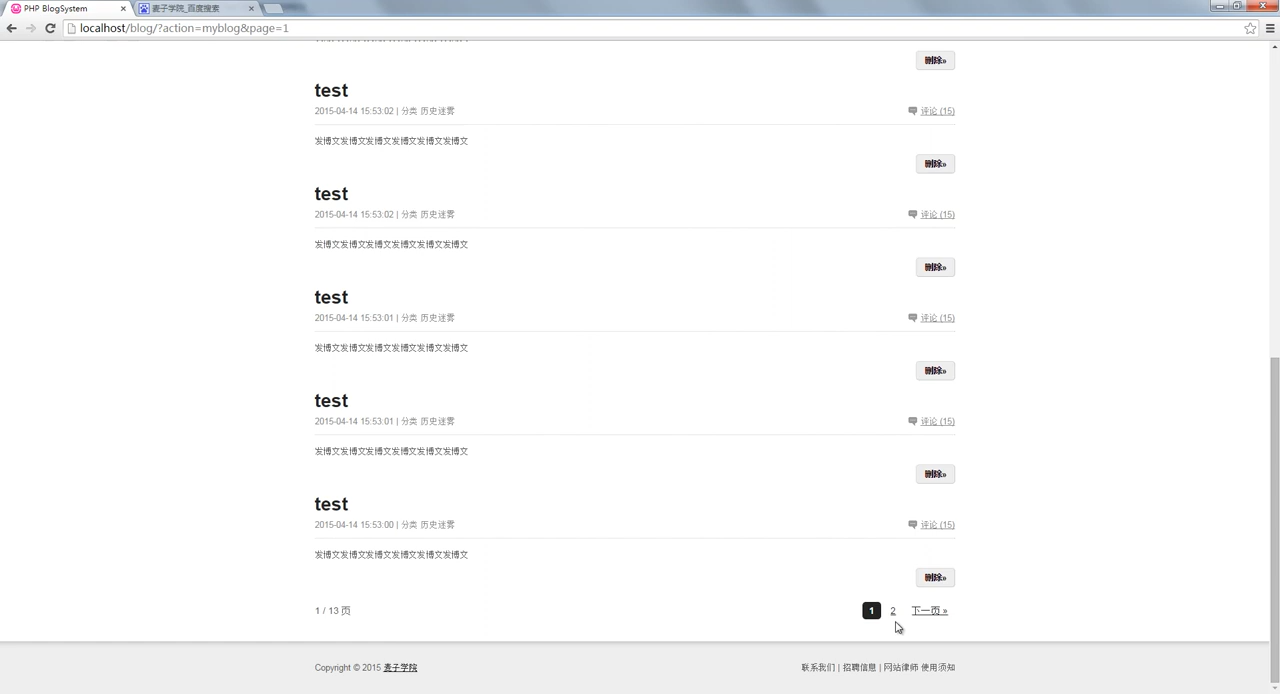 PHP BlogSystem
麦子学院_百度搜索
localhost/blog/?action=myblog&page=1
删除»
test
2015-04-14 15:53:02 | 分类 历史迷雾
评论 (15)
发博文发博文发博文发博文发博文发博文
删除»
test
2015-04-14 15:53:02 | 分类 历史迷雾
评论 (15)
发博文发博文发博文发博文发博文发博文
删除»
test
2015-04-14 15:53:01 | 分类 历史迷雾
评论 (15)
发博文发博文发博文发博文发博文发博文
删除»
test
2015-04-14 15:53:01 | 分类 历史迷雾
评论 (15)
发博文发博文发博文发博文发博文发博文
删除»
test
2015-04-14 15:53:00 | 分类 历史迷雾
评论 (15)
发博文发博文发博文发博文发博文发博文
删除»
1 / 13 页
1 2 下一页 »
Copyright © 2015 麦子学院
联系我们 | 招聘信息 | 网站律师 使用须知